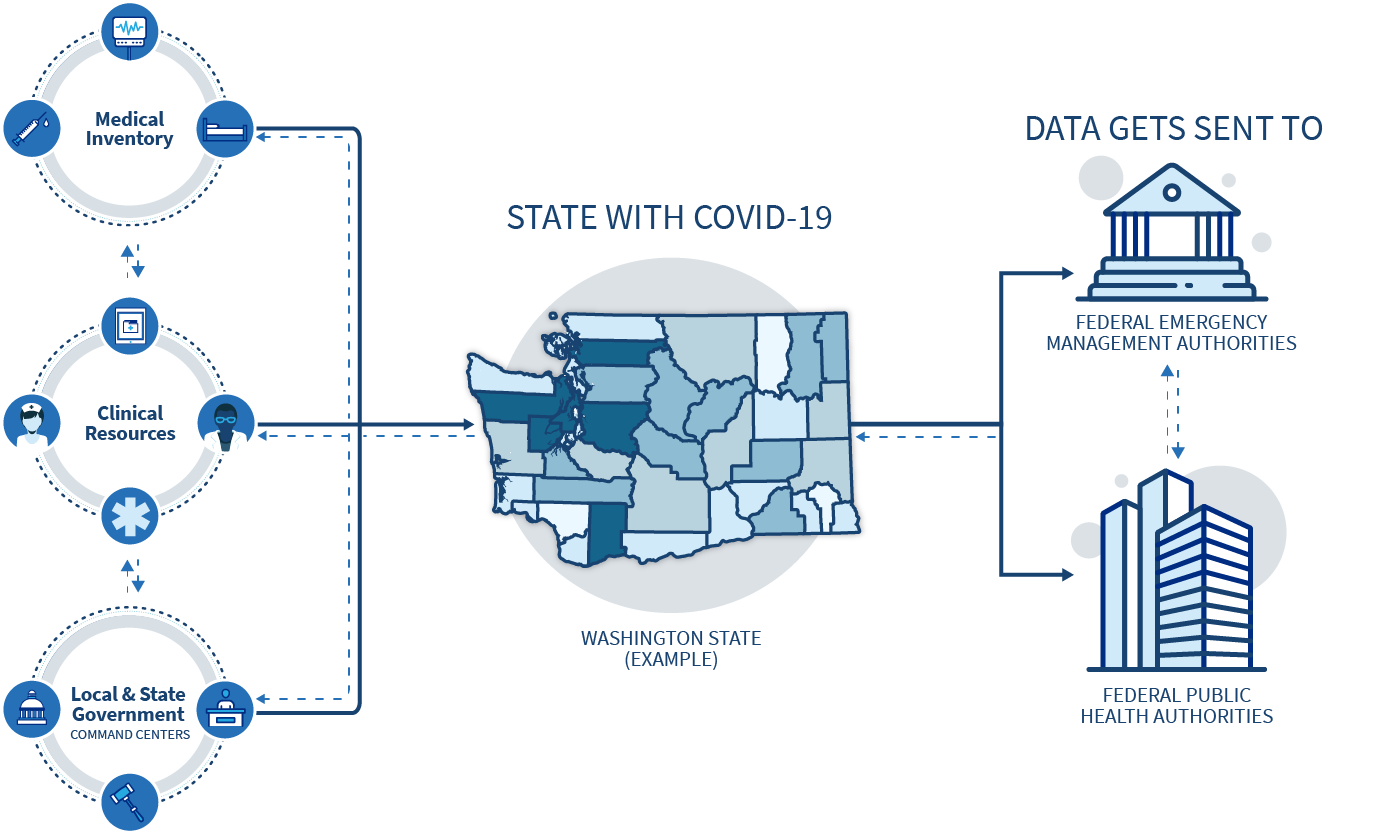 Medical
Inventory
Clinical
Resources
Local & State
Government
COMMAND CENTERS
STATE WITH COVID-19
WASHINGTON STATE
(EXAMPLE)
DATA GETS SENT TO
FEDERAL EMERGENCY
MANAGEMENT AUTHORITIES
FEDERAL PUBLIC
HEALTH AUTHORITIES